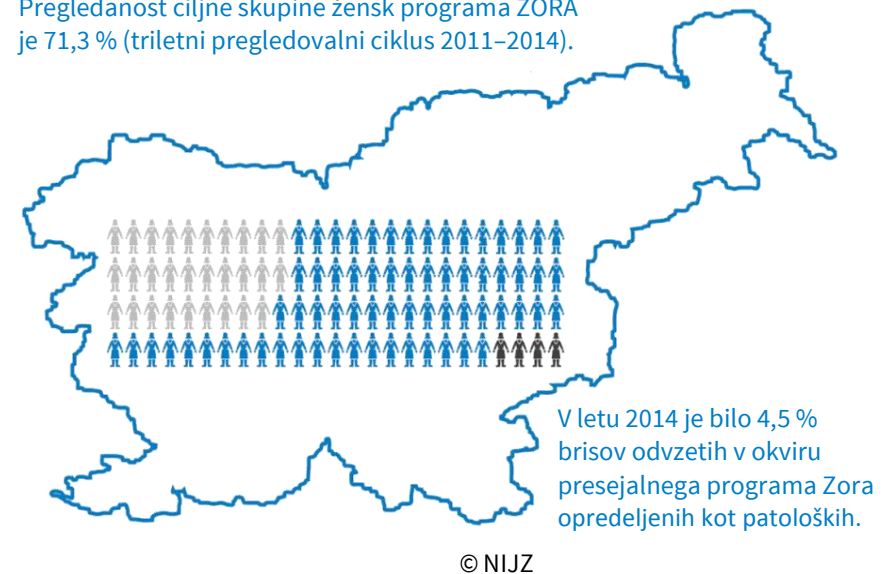 Pregledanost ciljne skupine žensk programa ZORA
je 71,3 % (triletni pregledovalni ciklus 2011–2014).
V letu 2014 je bilo 4,5 %
brisov odvzetih v okviru
presejalnega programa Zora
opredeljenih kot patoloških.
© NIJZ